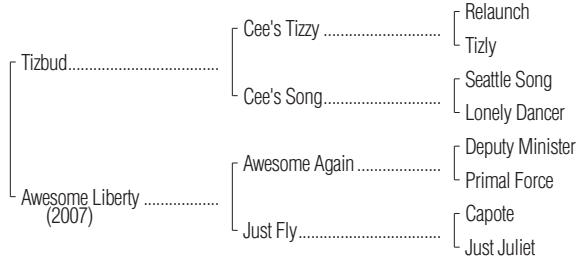 Relaunch
Cee's Tizzy
Tizly
Tizbud
Seattle Song
Cee's Song
Lonely Dancer
Deputy Minister
Awesome Again
Primal Force
Awesome Liberty
(2007)
Capote
Just Fly
Just Juliet